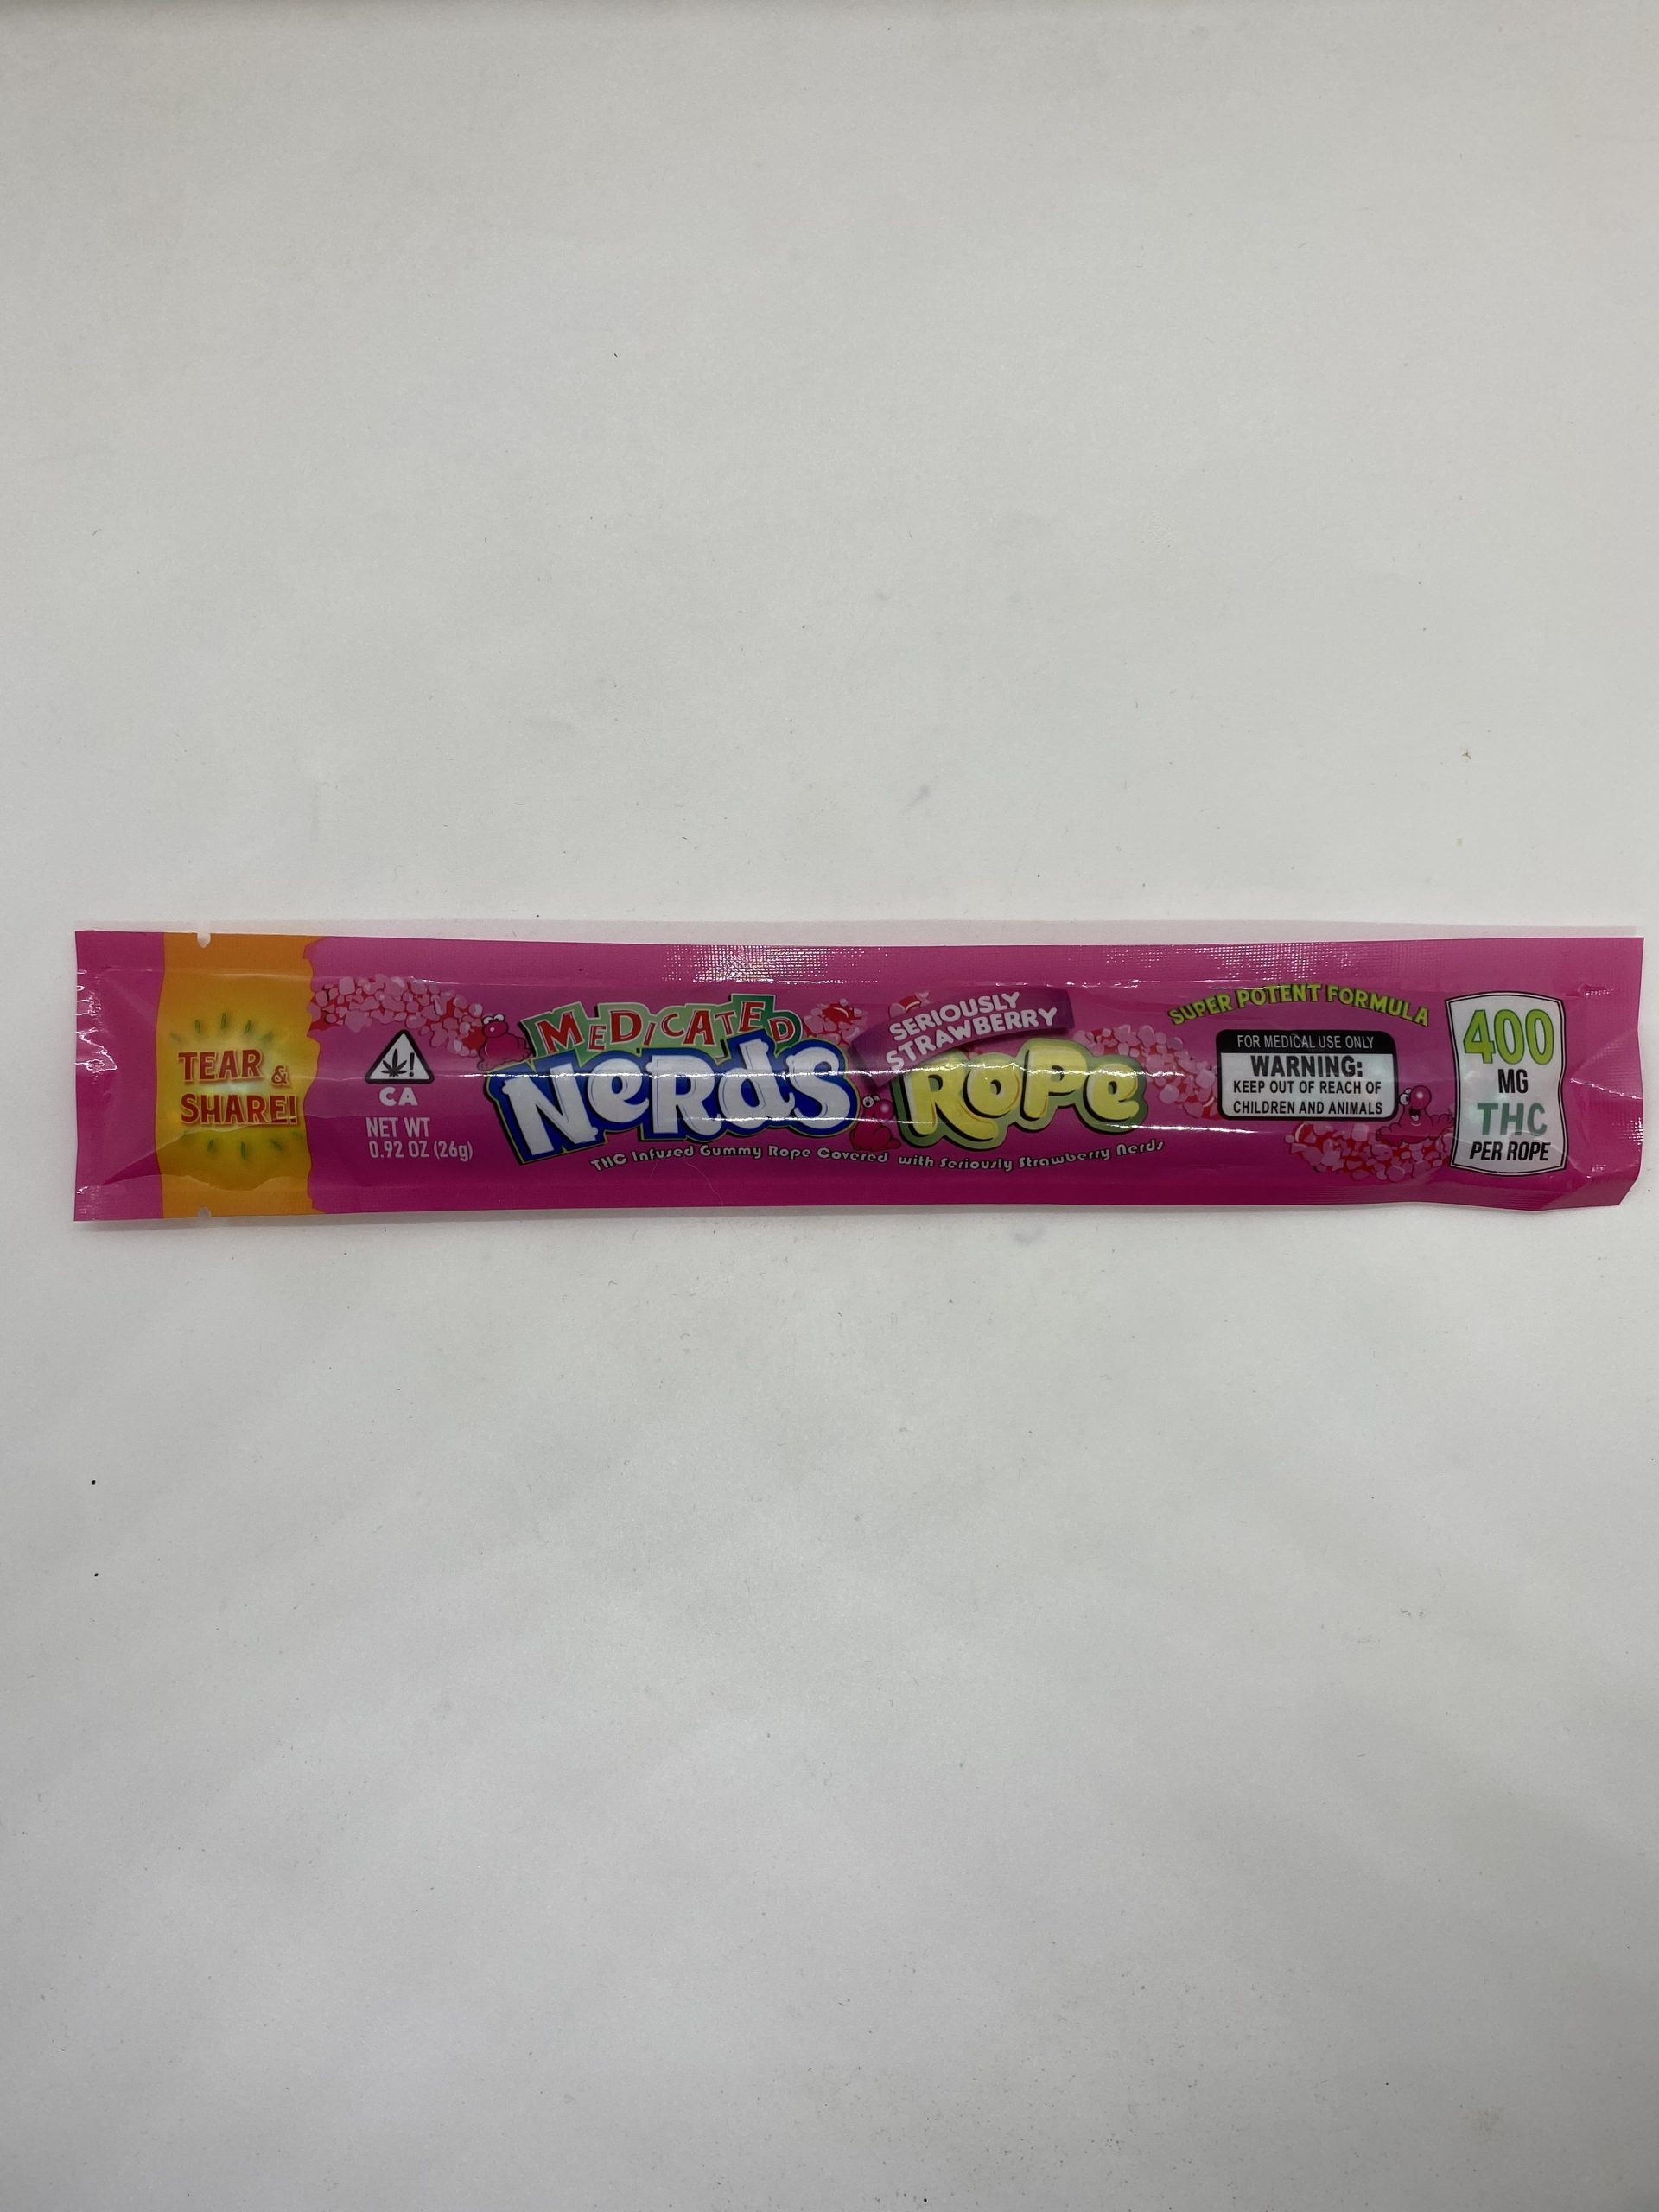 TEAR &
SHARE!
CA
NET WT
0.92 OZ (26g)
MEDICATED
NeRdS
SERIOUSLY
STRAWBERRY
RoPe
THC Infused Gummy Rope Covered with Seriously Strawberry Nerds
SUPER POTENT FORMULA
FOR MEDICAL USE ONLY
WARNING:
KEEP OUT OF REACH OF
CHILDREN AND ANIMALS
400
MG
THC
PER ROPE